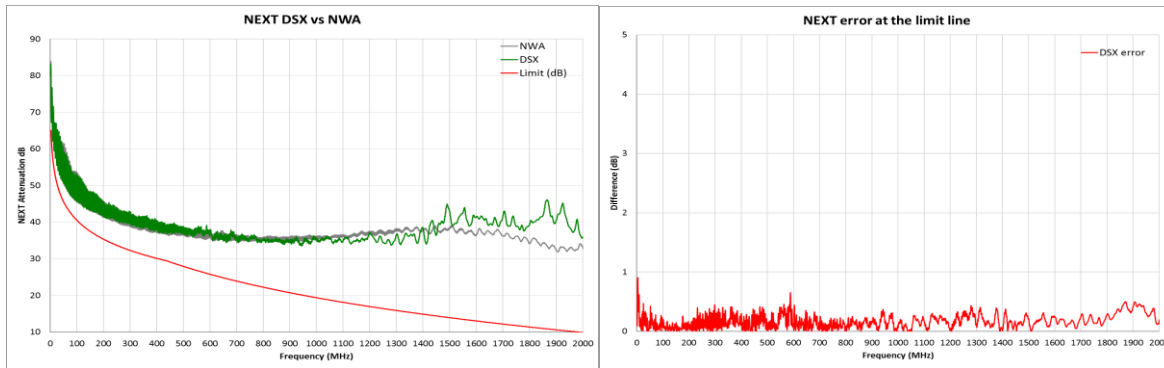 NEXT DSX vs NWA
NWA
DSX
Limit (dB)
NEXT Attenuation dB
90
80
70
60
50
40
30
20
10
0 100 200 300 400 500 600 700 800 900 1000 1100 1200 1300 1400 1500 1600 1700 1800 1900 2000
Frequency (MHz)
NEXT error at the limit line
DSX error
Difference (dB)
5
4
3
2
1
0
0 100 200 300 400 500 600 700 800 900 1000 1100 1200 1300 1400 1500 1600 1700 1800 1900 200
Frequency (MHz)